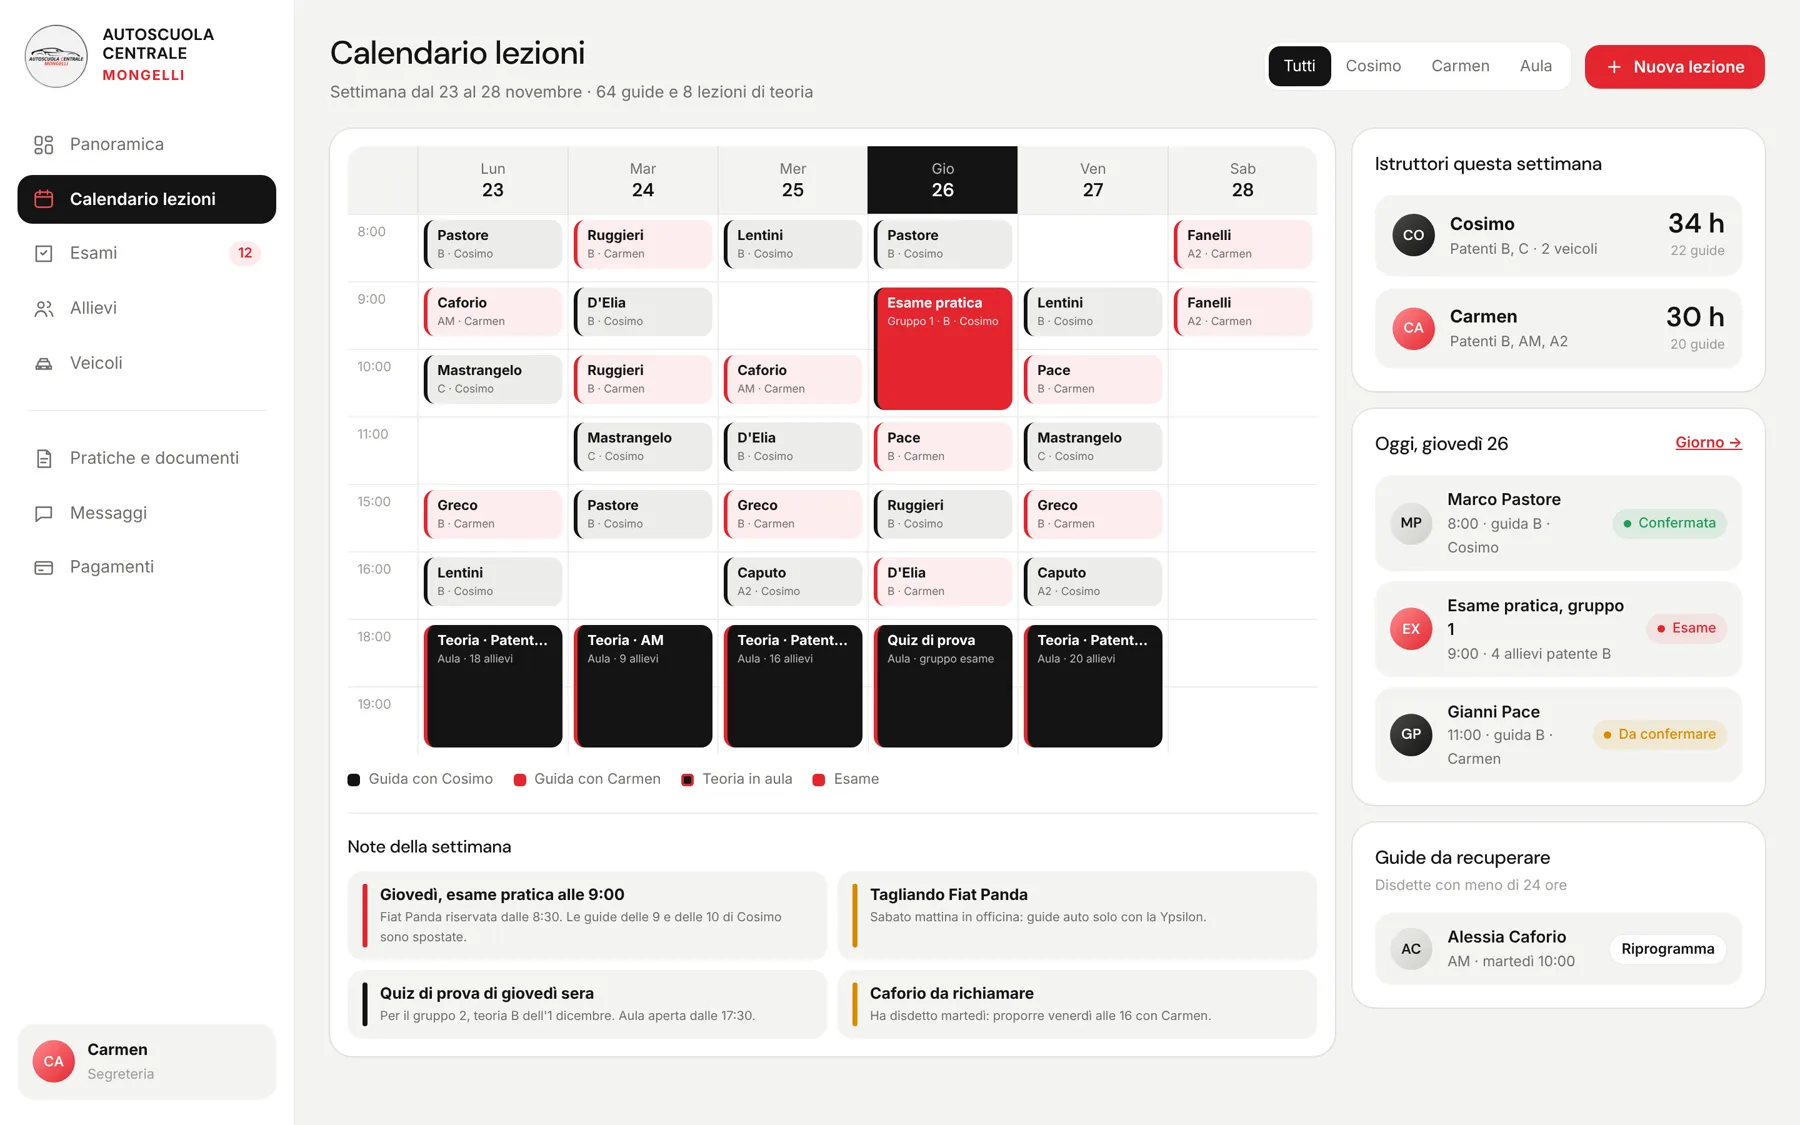 AUTOSCUOLA CENTRALE
MONGELLI
AUTOSCUOLA
CENTRALE
MONGELLI
Panoramica
Calendario lezioni
Esami 12
Allievi
Veicoli
Pratiche e documenti
Messaggi
Pagamenti
CA
Carmen
Segreteria
Calendario lezioni
Settimana dal 23 al 28 novembre · 64 guide e 8 lezioni di teoria
Tutti Cosimo Carmen Aula
+ Nuova lezione
Lun Mar Mer Gio Ven Sab
23 24 25 26 27 28
8:00
Pastore Ruggieri Lentini Pastore Fanelli
B · Cosimo B · Carmen B · Cosimo B · Cosimo A2 · Carmen
9:00
Caforio D'Elia Esame pratica Lentini Fanelli
AM · Carmen B · Cosimo Gruppo 1 · B · Cosimo B · Cosimo A2 · Carmen
10:00
Mastrangelo Ruggieri Caforio Pace
C · Cosimo B · Carmen AM · Carmen B · Carmen
11:00
Mastrangelo D'Elia Pace Mastrangelo
C · Cosimo B · Cosimo B · Carmen C · Cosimo
15:00
Greco Pastore Greco Ruggieri Greco
B · Carmen B · Cosimo B · Carmen B · Cosimo B · Carmen
16:00
Lentini Caputo D'Elia Caputo
B · Cosimo A2 · Cosimo B · Carmen A2 · Cosimo
18:00
Teoria · Patent... Teoria · AM Teoria · Patent... Quiz di prova Teoria · Patent...
Aula · 18 allievi Aula · 9 allievi Aula · 16 allievi Aula · gruppo esame Aula · 20 allievi
19:00
Guida con Cosimo Guida con Carmen Teoria in aula Esame
Note della settimana
Giovedì, esame pratica alle 9:00
Fiat Panda riservata dalle 8:30. Le guide delle 9 e delle 10 di Cosimo
sono spostate.
Tagliando Fiat Panda
Sabato mattina in officina: guide auto solo con la Ypsilon.
Quiz di prova di giovedì sera
Per il gruppo 2, teoria B dell'1 dicembre. Aula aperta dalle 17:30.
Caforio da richiamare
Ha disdetto martedì: proporre venerdì alle 16 con Carmen.
Istruttori questa settimana
CO
Cosimo
Patenti B, C · 2 veicoli
34 h
22 guide
CA
Carmen
Patenti B, AM, A2
30 h
20 guide
Oggi, giovedì 26
Giorno →
MP
Marco Pastore
8:00 · guida B ·
Cosimo
Confermata
EX
Esame pratica, gruppo
1
9:00 · 4 allievi patente B
Esame
GP
Gianni Pace
11:00 · guida B ·
Carmen
Da confermare
Guide da recuperare
Disdette con meno di 24 ore
AC
Alessia Caforio
AM · martedì 10:00
Riprogramma